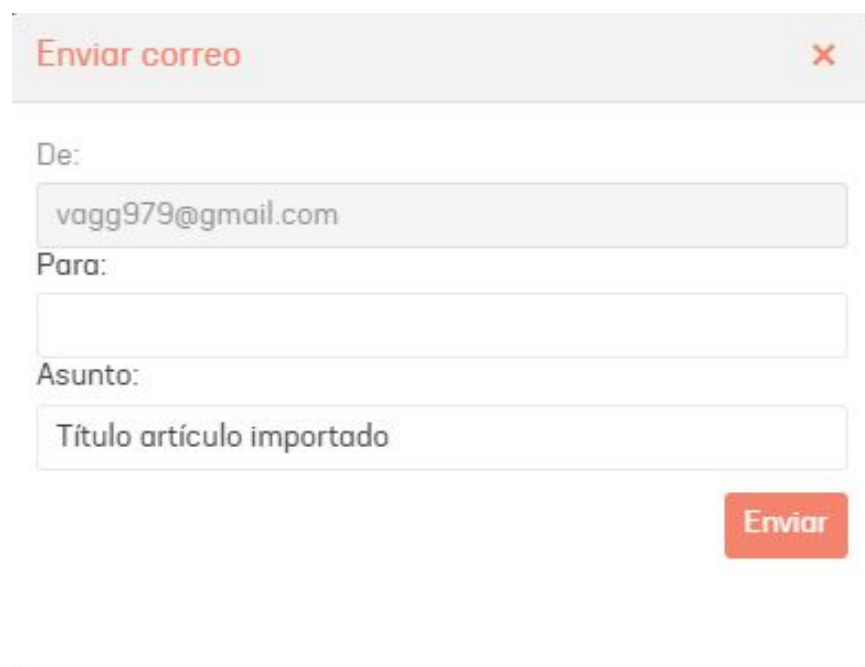 Enviar correo
De:
vagg979@gmail.com
Para:
Asunto:
Título artículo importado
Enviar